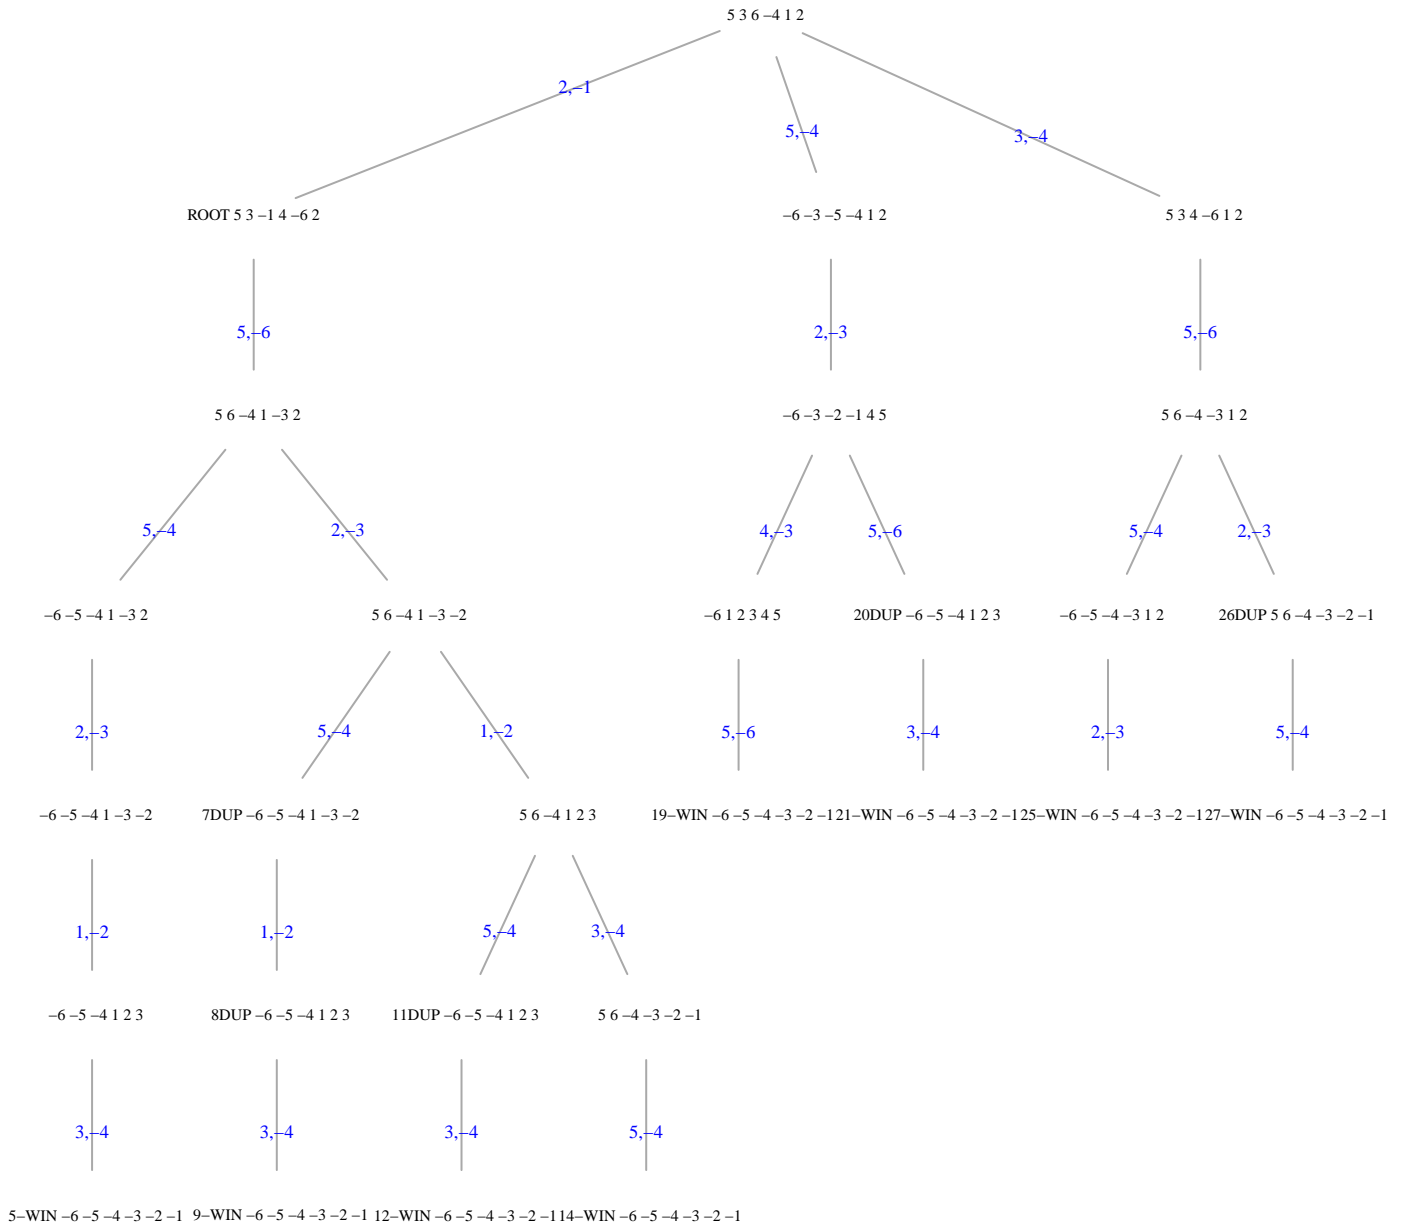 5 3 6 –4 1 2
2,–1
5,–4
3,–4
ROOT 5 3 –1 4 –6 2
–6 –3 –5 –4 1 2
5 3 4 –6 1 2
5,–6
2,–3
5,–6
5 6 –4 1 –3 2
–6 –3 –2 –1 4 5
5 6 –4 –3 1 2
5,–4
2,–3
4,–3
5,–6
5,–4
2,–3
–6 –5 –4 1 –3 2
5 6 –4 1 –3 –2
–6 1 2 3 4 5
20DUP –6 –5 –4 1 2 3
–6 –5 –4 –3 1 2
26DUP 5 6 –4 –3 –2 –1
2,–3
5,–4
1,–2
5,–6
3,–4
2,–3
5,–4
–6 –5 –4 1 –3 –2
7DUP –6 –5 –4 1 –3 –2
5 6 –4 1 2 3
19–WIN –6 –5 –4 –3 –2 –1
21–WIN –6 –5 –4 –3 –2 –1
25–WIN –6 –5 –4 –3 –2 –1
27–WIN –6 –5 –4 –3 –2 –1
1,–2
1,–2
5,–4
3,–4
–6 –5 –4 1 2 3
8DUP –6 –5 –4 1 2 3
11DUP –6 –5 –4 1 2 3
5 6 –4 –3 –2 –1
3,–4
3,–4
3,–4
5,–4
5–WIN –6 –5 –4 –3 –2 –1
9–WIN –6 –5 –4 –3 –2 –1
12–WIN –6 –5 –4 –3 –2 –1
14–WIN –6 –5 –4 –3 –2 –1